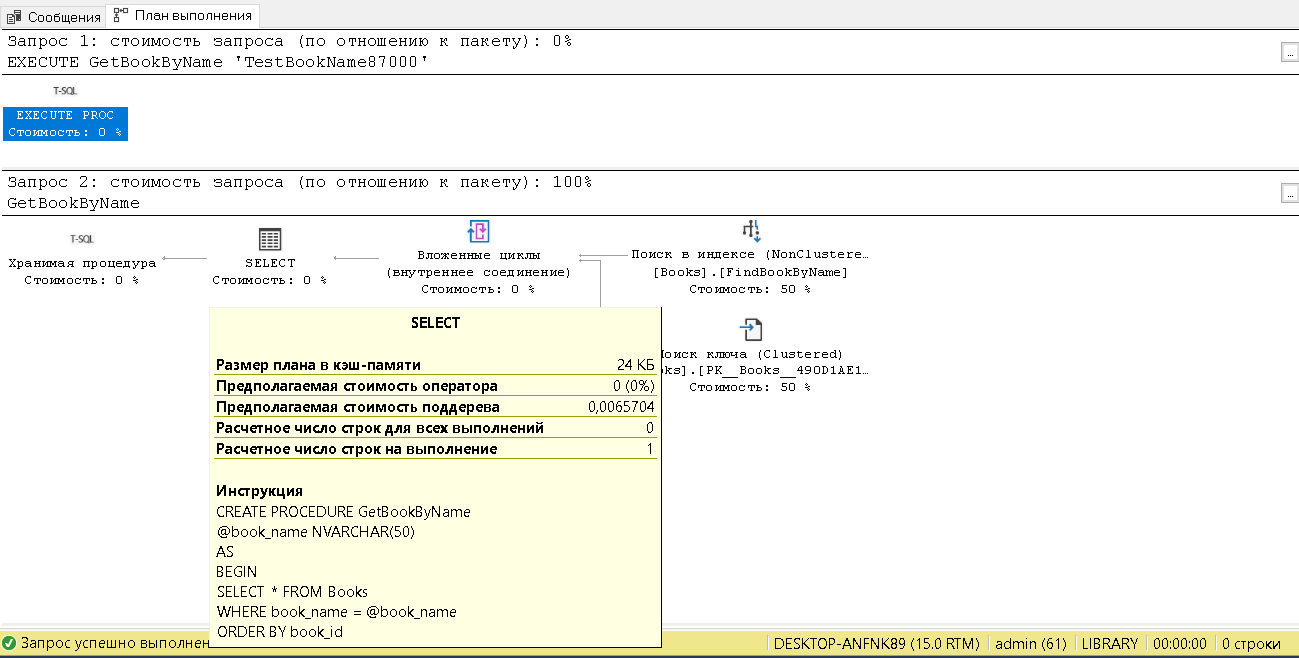 Сообщения План выполнения
Запрос 1: стоимость запроса (по отношению к пакету): 0%
EXECUTE GetBookByName 'TestBookName87000'
...
T-SQL
EXECUTE PROC
Стоимость: 0 %
Запрос 2: стоимость запроса (по отношению к пакету): 100%
GetBookByName
...
T-SQL
Хранимая процедура
Стоимость: 0 %
SELECT
Стоимость: 0 %
Вложенные циклы
(внутреннее соединение)
Стоимость: 0 %
Поиск в индексе (NonClustere…
[Books].[FindBookByName]
Стоимость: 50 %
Поиск ключа (Clustered)
ks].[PK__Books__490D1AE1…
Стоимость: 50 %
SELECT
Размер плана в кэш-памяти 24 КБ
Предполагаемая стоимость оператора 0 (0%)
Предполагаемая стоимость поддерева 0,0065704
Расчетное число строк для всех выполнений 0
Расчетное число строк на выполнение 1
Инструкция
CREATE PROCEDURE GetBookByName
@book_name NVARCHAR(50)
AS
BEGIN
SELECT * FROM Books
WHERE book_name = @book_name
ORDER BY book_id
Запрос успешно выполнен DESKTOP-ANFNK89 (15.0 RTM) admin (61) LIBRARY 00:00:00 0 строки